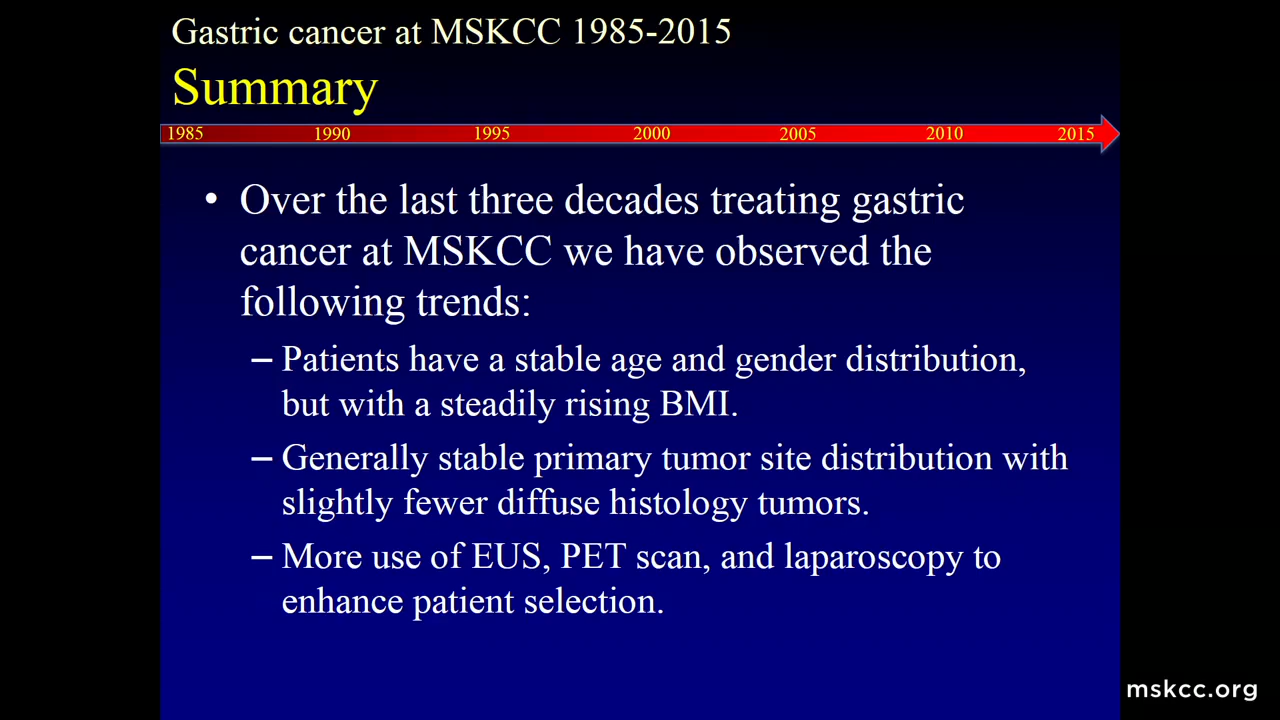 Gastric cancer at MSKCC 1985-2015
Summary
1985 1990 1995 2000 2005 2010 2015
• Over the last three decades treating gastric
cancer at MSKCC we have observed the
following trends:
– Patients have a stable age and gender distribution,
but with a steadily rising BMI.
– Generally stable primary tumor site distribution with
slightly fewer diffuse histology tumors.
– More use of EUS, PET scan, and laparoscopy to
enhance patient selection.
mskcc.org